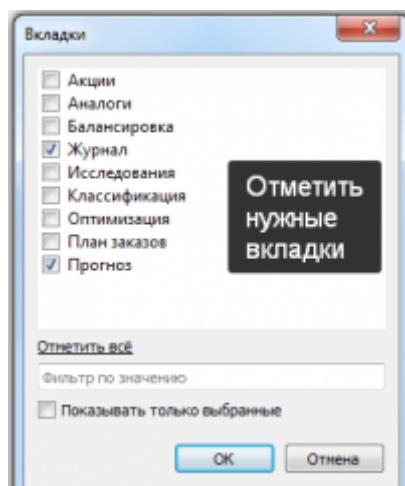 Вкладки
Акции
Аналоги
Балансировка
Журнал
Исследования
Классификация
Оптимизация
План заказов
Прогноз
Отметить
нужные
вкладки
Отметить всё
Фильтр по значению
Показывать только выбранные
OK
Отмена